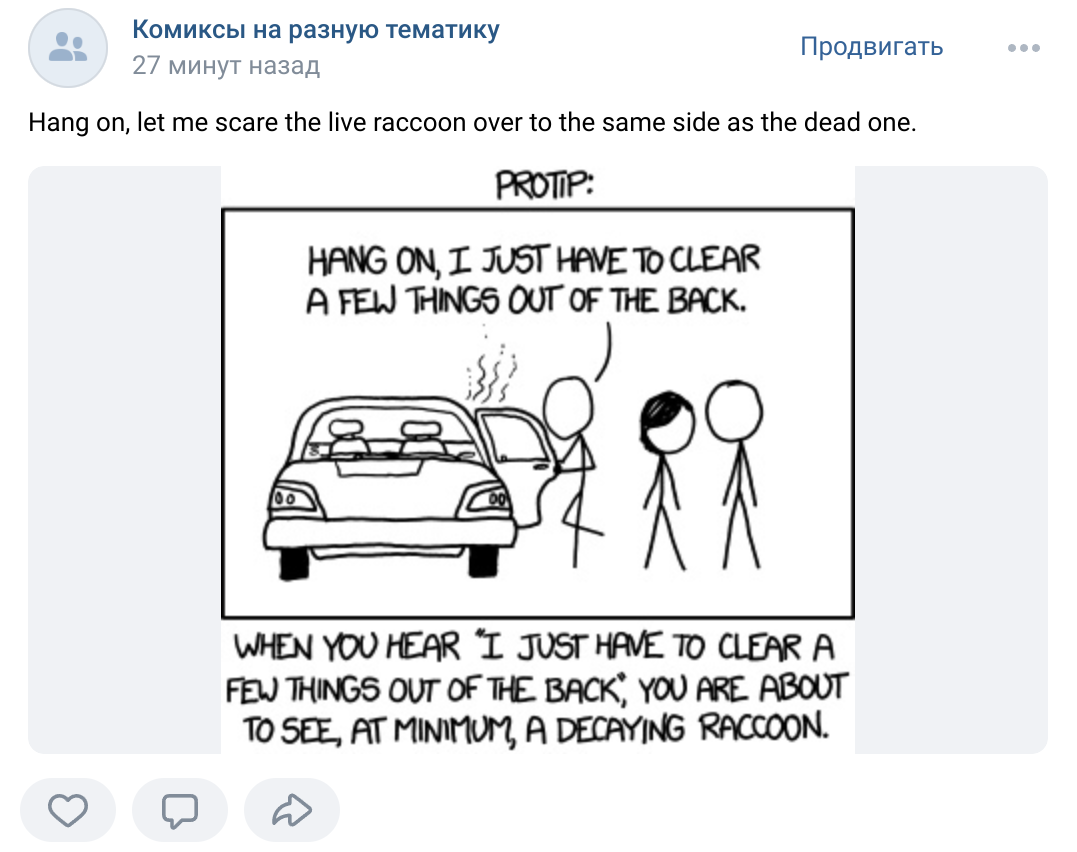 Комиксы на разную тематику
27 минут назад
Продвигать
Hang on, let me scare the live raccoon over to the same side as the dead one.
PROTIP:
HANG ON, I JUST HAVE TO CLEAR
A FEW THINGS OUT OF THE BACK.
WHEN YOU HEAR "I JUST HAVE TO CLEAR A
FEW THINGS OUT OF THE BACK," YOU ARE ABOUT
TO SEE, AT MINIMUM, A DECAYING RACCOON.